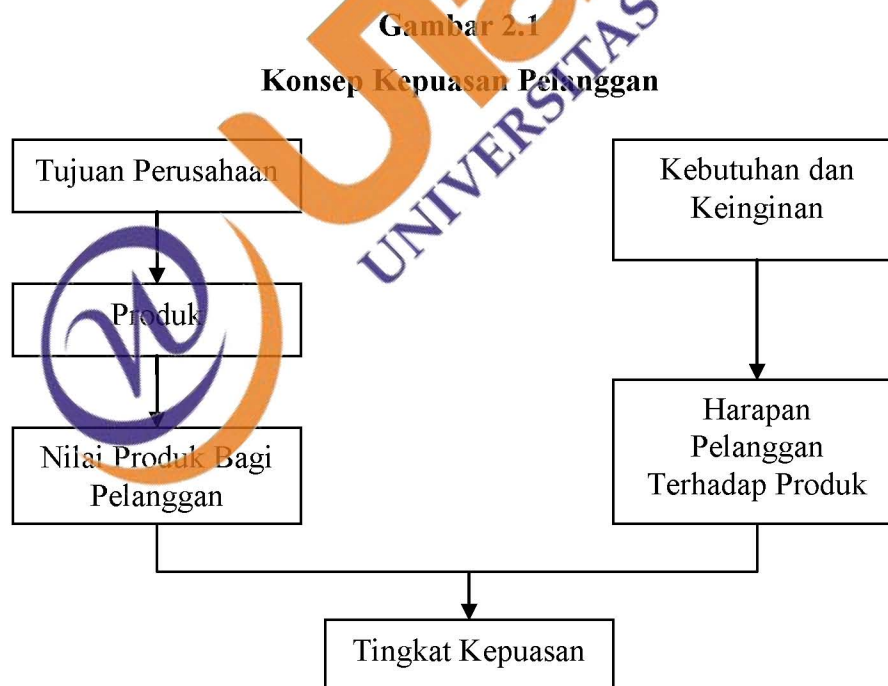 Gambar 2.1
Konsep Kepuasan Pelanggan
Tujuan Perusahaan
Produk
Nilai Produk Bagi
Pelanggan
Kebutuhan dan
Keinginan
Harapan
Pelanggan
Terhadap Produk
Tingkat Kepuasan
UNIVERSITAS